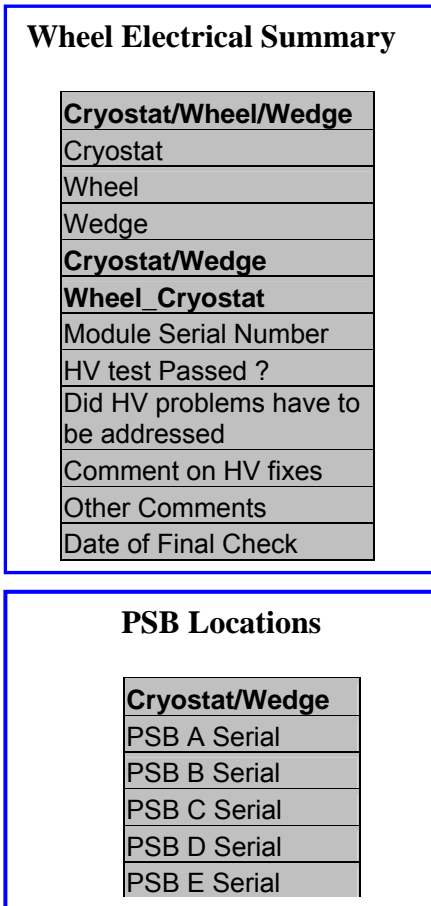 Wheel Electrical Summary
Cryostat/Wheel/Wedge
Cryostat
Wheel
Wedge
Cryostat/Wedge
Wheel_Cryostat
Module Serial Number
HV test Passed ?
Did HV problems have to
be addressed
Comment on HV fixes
Other Comments
Date of Final Check
PSB Locations
Cryostat/Wedge
PSB A Serial
PSB B Serial
PSB C Serial
PSB D Serial
PSB E Serial